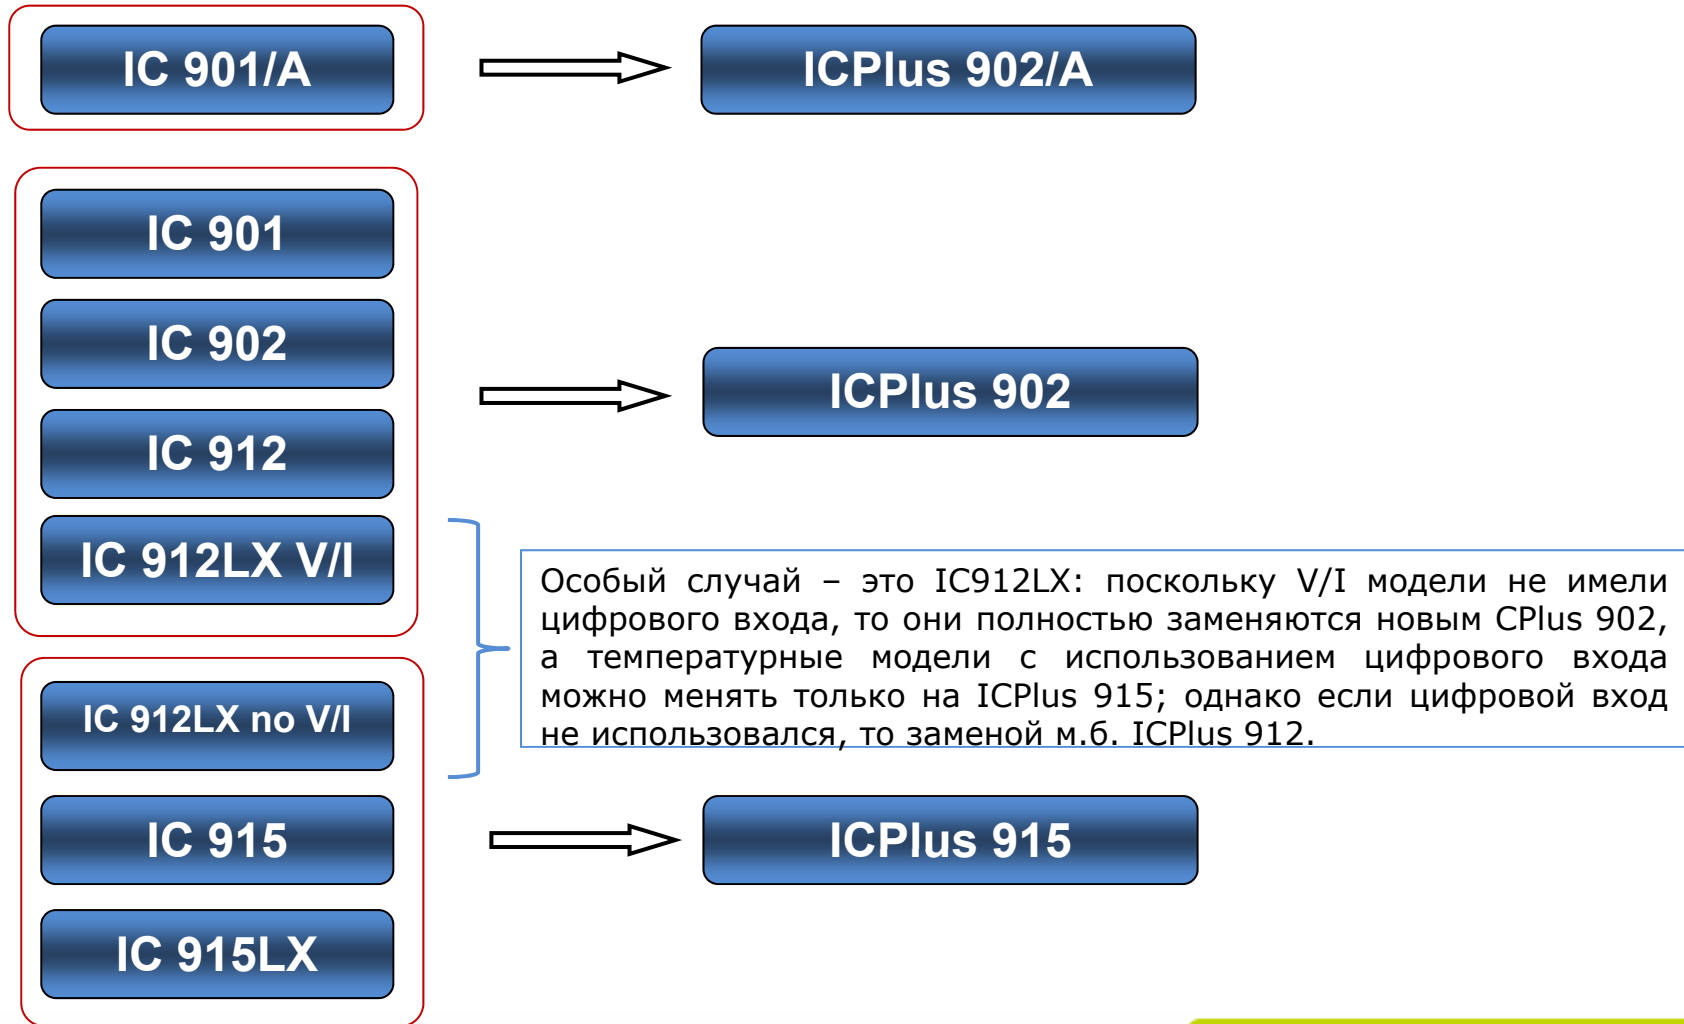 IC 901/A
ICPlus 902/A
IC 901
IC 902
ICPlus 902
IC 912
IC 912LX V/I
Особый случай – это IC912LX: поскольку V/I модели не имели
цифрового входа, то они полностью заменяются новым CPlus 902,
а температурные модели с использованием цифрового входа
можно менять только на ICPlus 915; однако если цифровой вход
не использовался, то заменой м.б. ICPlus 912.
IC 912LX no V/I
IC 915
ICPlus 915
IC 915LX